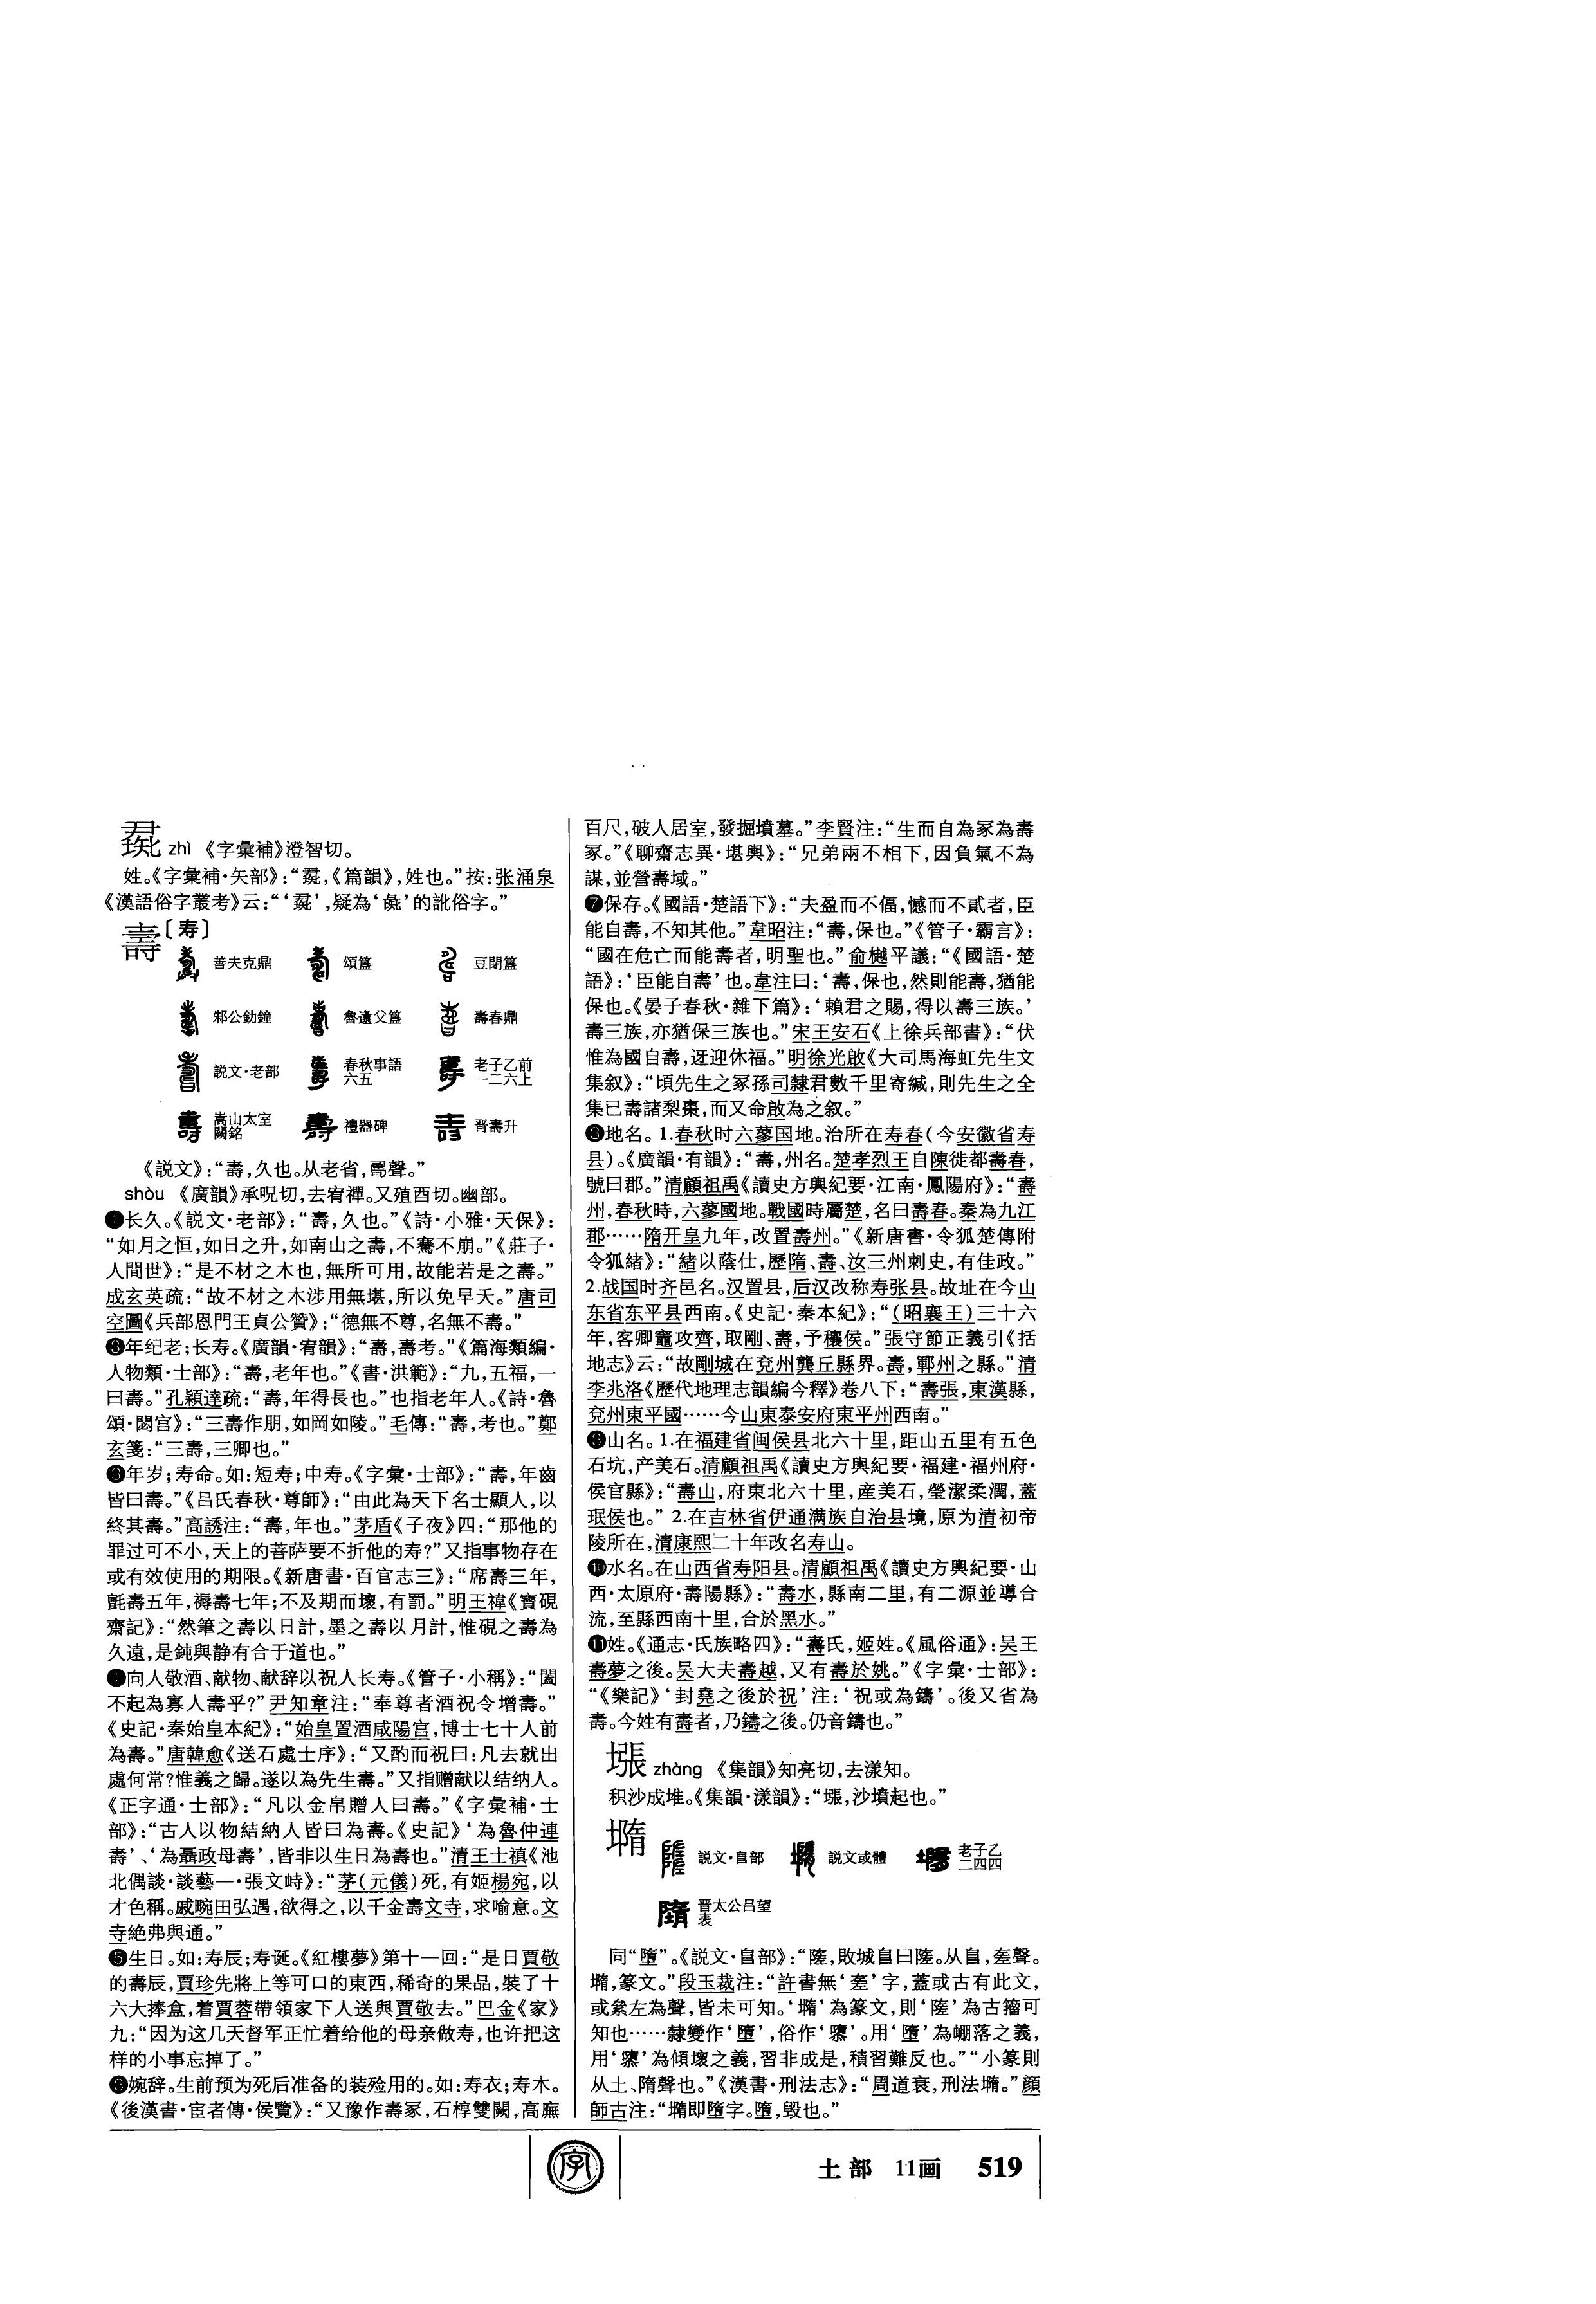 zhì 《字彙補》澄智切。
姓。《字彙補·矢部》：“ ，《篇韻》，姓也。”按：张涌泉
《漢語俗字叢考》云：“‘ ’，疑為‘彘’的訛俗字。”
壽〔寿〕
善夫克鼎 頌簋 豆閉簋
邾公釛鐘 魯 父簋 壽春鼎
説文·老部 春秋事語六五 老子乙前一二六上
嵩山太室闕銘 禮器碑 晋壽升
《説文》：“壽，久也。从老省， 聲。”
shòu 《廣韻》承呪切，去宥禪。又殖酉切。幽部。
❶长久。《説文·老部》：“壽，久也。”《詩·小雅·天保》：
“如月之恒，如日之升，如南山之壽，不騫不崩。”《莊子·
人間世》：“是不材之木也，無所可用，故能若是之壽。”
成玄英疏：“故不材之木涉用無堪，所以免早夭。”唐司
空圖《兵部恩門王貞公贊》：“德無不尊，名無不壽。”
❷年纪老；长寿。《廣韻·宥韻》：“壽，壽考。”《篇海類編·
人物類·士部》：“壽，老年也。”《書·洪範》：“九，五福，一
曰壽。”孔穎達疏：“壽，年得長也。”也指老年人。《詩·魯
頌·閟宫》：“三壽作朋，如岡如陵。”毛傳：“壽，考也。”鄭
玄箋：“三壽，三卿也。”
❸年岁；寿命。如：短寿；中寿。《字彙·士部》：“壽，年齒
皆曰壽。”《吕氏春秋·尊師》：“由此為天下名士顯人，以
終其壽。”高誘注：“壽，年也。”茅盾《子夜》四：“那他的
罪过可不小，天上的菩萨要不折他的寿？”又指事物存在
或有效使用的期限。《新唐書·百官志三》：“席壽三年，
氈壽五年，褥壽七年；不及期而壞，有罰。”明王禕《寶硯
齋記》：“然筆之壽以日計，墨之壽以月計，惟硯之壽為
久遠，是鈍與静有合于道也。”
❹向人敬酒、献物、献辞以祝人长寿。《管子·小稱》：“闔
不起為寡人壽乎？”尹知章注：“奉尊者酒祝令增壽。”
《史記·秦始皇本紀》：“始皇置酒咸陽宫，博士七十人前
為壽。”唐韓愈《送石處士序》：“又酌而祝曰：凡去就出
處何常？惟義之歸。遂以為先生壽。”又指赠献以结纳人。
《正字通·士部》：“凡以金帛贈人曰壽。”《字彙補·士
部》：“古人以物結納人皆曰為壽。《史記》‘為魯仲連
壽’、‘為聶政母壽’，皆非以生日為壽也。”清王士禛《池
北偶談·談藝一·張文峙》：“茅（元儀）死，有姬楊宛，以
才色稱。戚畹田弘遇，欲得之，以千金壽文寺，求喻意。文
寺絶弗與通。”
❺生日。如：寿辰；寿诞。《紅樓夢》第十一回：“是日賈敬
的壽辰，賈珍先將上等可口的東西，稀奇的果品，裝了十
六大捧盒，着賈蓉帶領家下人送與賈敬去。”巴金《家》
九：“因为这几天督军正忙着给他的母亲做寿，也许把这
样的小事忘掉了。”
❻婉辞。生前预为死后准备的装殓用的。如：寿衣；寿木。
《後漢書·宦者傳·侯覽》：“又豫作壽冢，石椁雙闕，高廡
百尺，破人居室，發掘墳墓。”李賢注：“生而自為冢為壽
冢。”《聊齋志異·堪輿》：“兄弟兩不相下，因負氣不為
謀，並營壽域。”
❼保存。《國語·楚語下》：“夫盈而不偪，憾而不貳者，臣
能自壽，不知其他。”韋昭注：“壽，保也。”《管子·霸言》：
“國在危亡而能壽者，明聖也。”俞樾平議：“《國語·楚
語》：‘臣能自壽’也。韋注曰：‘壽，保也，然則能壽，猶能
保也。《晏子春秋·雜下篇》：‘賴君之賜，得以壽三族。’
壽三族，亦猶保三族也。”宋王安石《上徐兵部書》：“伏
惟為國自壽，迓迎休福。”明徐光啟《大司馬海虹先生文
集叙》：“頃先生之冢孫司隸君數千里寄緘，則先生之全
集已壽諸梨棗，而又命啟為之叙。”
❽地名。1.春秋时六蓼国地。治所在寿春（今安徽省寿
县）。《廣韻·有韻》：“壽，州名。楚孝烈王自陳徙都壽春，
號曰郡。”清顧祖禹《讀史方輿紀要·江南·鳳陽府》：“壽
州，春秋時，六蓼國地。戰國時屬楚，名曰壽春。秦為九江
郡……隋开皇九年，改置壽州。”《新唐書·令狐楚傳附
令狐緒》：“緒以蔭仕，歷隋、壽、汝三州刺史，有佳政。”
2.战国时齐邑名。汉置县，后汉改称寿张县。故址在今山
东省东平县西南。《史記·秦本紀》：“（昭襄王）三十六
年，客卿竈攻齊，取剛、壽，予穰侯。”張守節正義引《括
地志》云：“故剛城在兗州龔丘縣界。壽，鄆州之縣。”清
李兆洛《歷代地理志韻編今釋》卷八下：“壽張，東漢縣，
兗州東平國……今山東泰安府東平州西南。”
❾山名。1.在福建省闽侯县北六十里，距山五里有五色
石坑，产美石。清顧祖禹《讀史方輿紀要·福建·福州府·
侯官縣》：“壽山，府東北六十里，産美石，瑩潔柔潤，蓋
珉侯也。” 2.在吉林省伊通满族自治县境，原为清初帝
陵所在，清康熙二十年改名寿山。
❿水名。在山西省寿阳县。清顧祖禹《讀史方輿紀要·山
西·太原府·壽陽縣》：“壽水，縣南二里，有二源並導合
流，至縣西南十里，合於黑水。”
⓫姓。《通志·氏族略四》：“壽氏，姬姓。《風俗通》：吴王
壽夢之後。吴大夫壽越，又有壽於姚。”《字彙·士部》：
“《樂記》‘封堯之後於祝’注：‘祝或為鑄’。後又省為
壽。今姓有壽者，乃鑄之後。仍音鑄也。”
墇 zhàng 《集韻》知亮切，去漾知。
积沙成堆。《集韻·漾韻》：“ ，沙墳起也。”
墮
説文·𨸏部 説文或體 老子乙二四四
晋太公吕望表
同“墮”。《説文·𨸏部》：“隓，敗城𨸏曰隓。从𨸏，㚍聲。
㙐，篆文。”段玉裁注：“許書無‘㚍’字，蓋或古有此文，
或絫左為聲，皆未可知。‘㙐’為篆文，則‘隓’為古籀可
知也……隸變作‘墮’，俗作‘隳’。用‘墮’為崩落之義，
用‘隳’為傾壞之義，習非成是，積習難反也。”“小篆則
从土、隋聲也。”《漢書·刑法志》：“周道衰，刑法㙐。”顔
師古注：“㙐即墮字。墮，毁也。”
字
土部 11画 519